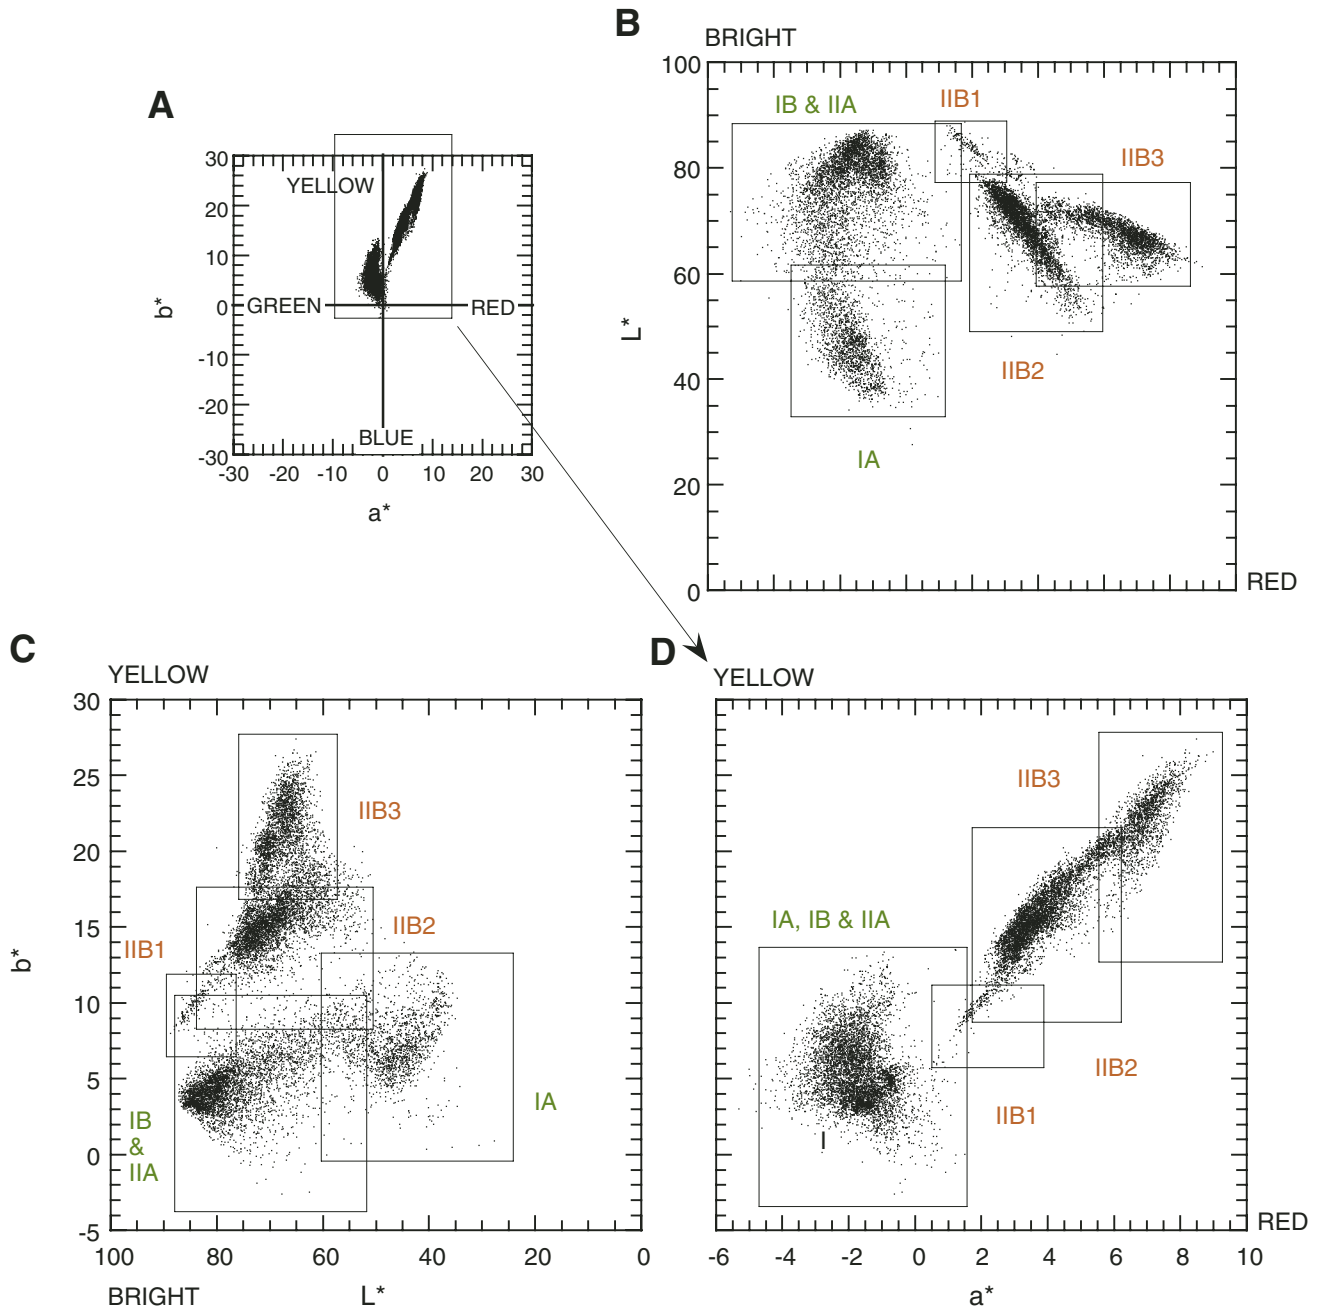 A
30
YELLOW
20
10
b*
GREEN
RED
0
-10
-20
BLUE
-30
-30 -20 -10 0 10 20 30
a*
B
BRIGHT
100
IB & IIA
IIB1
IIB3
80
60
L*
IIB2
40
IA
20
0
RED
C
YELLOW
30
25
IIB3
20
15
IIB2
IIB1
b*
10
5
IB
&
IIA
IA
0
-5
100 80 60 40 20 0
BRIGHT L*
D
YELLOW
IIB3
IA, IB & IIA
IIB2
IIB1
I
RED
-6 -4 -2 0 2 4 6 8 10
a*